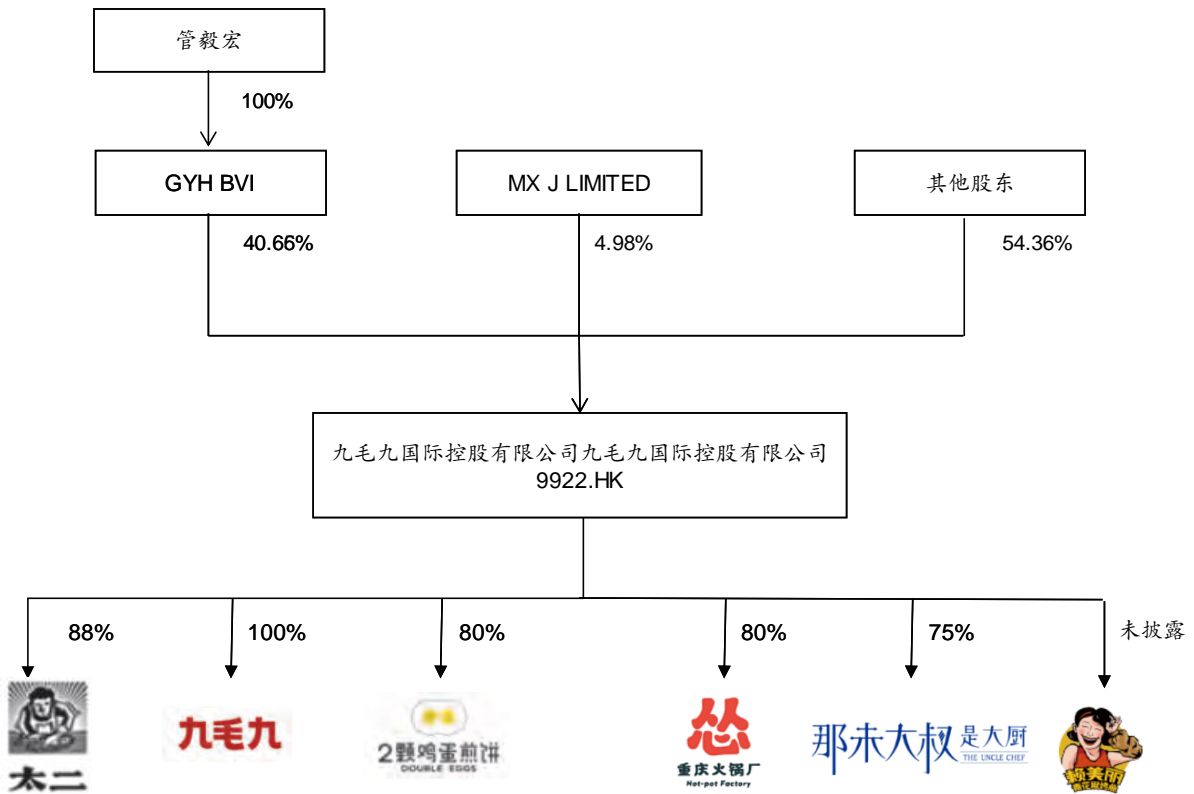 管毅宏
100%
GYH BVI
MX J LIMITED
其他股东
40.66%
4.98%
54.36%
九毛九国际控股有限公司九毛九国际控股有限公司
9922.HK
88%
100%
80%
80%
75%
未披露
太二
九毛九
2颗鸡蛋煎饼
DOUBLE EGGS
怂
重庆火锅厂
Hot-pot Factory
那未大叔是大厨
THE UNCLE CHEF
赖美丽